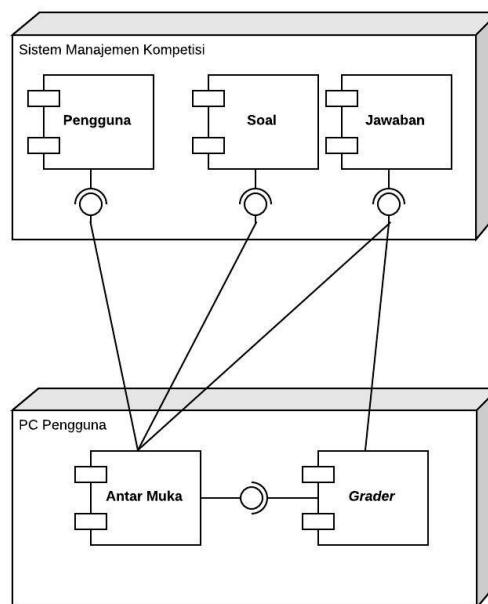 Sistem Manajemen Kompetisi
Pengguna
Soal
Jawaban
PC Pengguna
Antar Muka
Grader